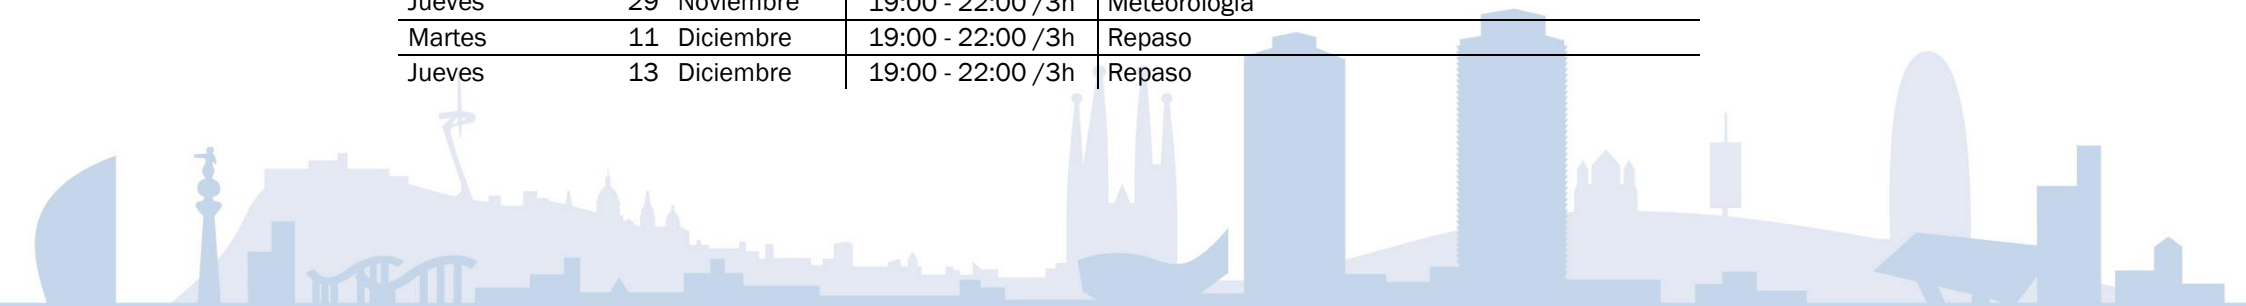 Jueves 29 Noviembre 19:00 - 22:00 /3h Meteorología
Martes 11 Diciembre 19:00 - 22:00 /3h Repaso
Jueves 13 Diciembre 19:00 - 22:00 /3h Repaso